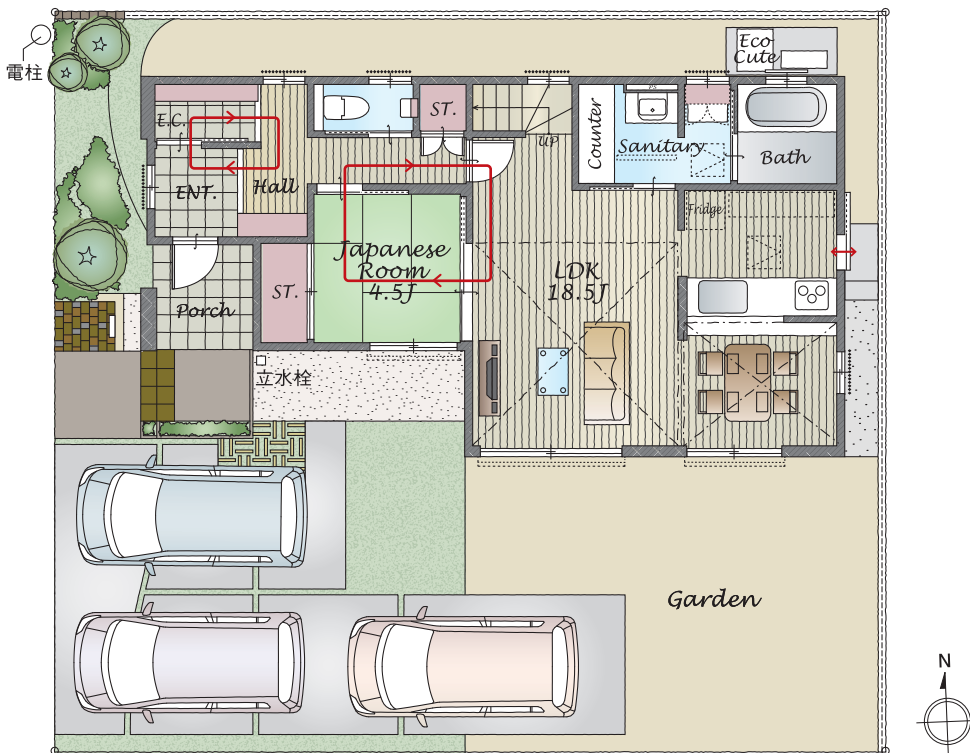 電柱
Eco
Cute
E.C.
ST.
PS
UP
Counter
Sanitary
Bath
ENT.
Hall
Fridge
Japanese
Room
4.5J
LDK
18.5J
ST.
Porch
立水栓
Garden
N